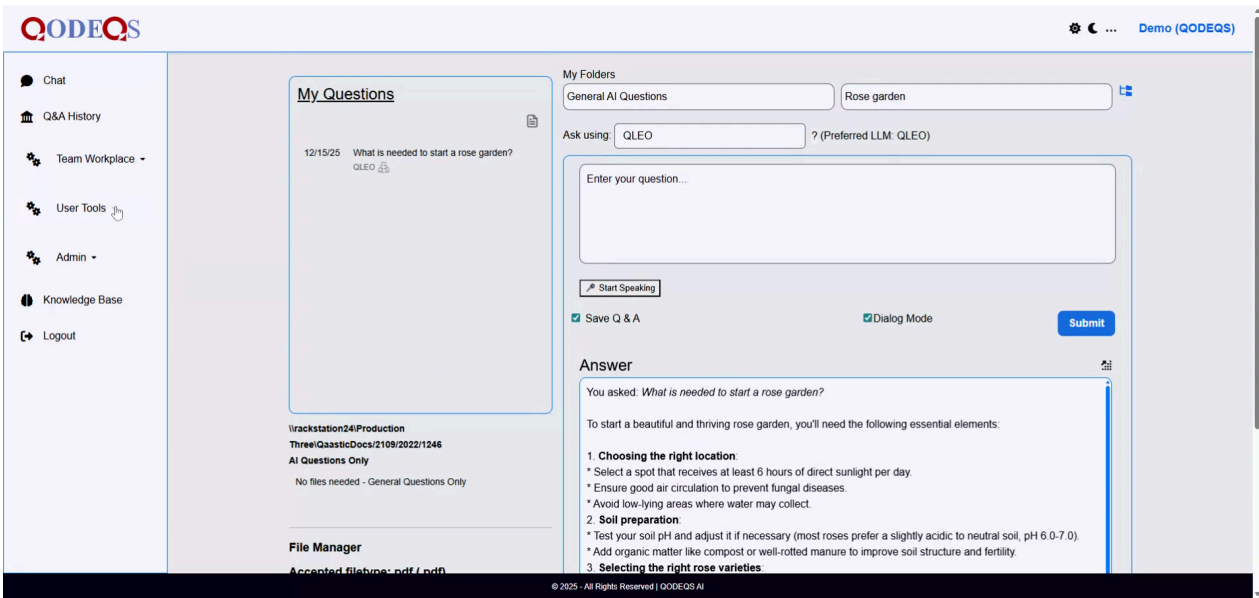 QODEQS
... Demo (QODEQS)
Chat
Q&A History
Team Workplace
User Tools
Admin
Knowledge Base
Logout
My Questions
12/15/25 What is needed to start a rose garden?
QLEO
\\rackstation24\Production
Three\QaasticDocs/2109/2022/1246
AI Questions Only
No files needed - General Questions Only
File Manager
Accepted filetype: pdf (.pdf)
My Folders
General AI Questions
Rose garden
Ask using: QLEO ? (Preferred LLM: QLEO)
Enter your question...
Start Speaking
Save Q & A
Dialog Mode
Submit
Answer
You asked: What is needed to start a rose garden?
To start a beautiful and thriving rose garden, you'll need the following essential elements:
1. Choosing the right location:
* Select a spot that receives at least 6 hours of direct sunlight per day.
* Ensure good air circulation to prevent fungal diseases.
* Avoid low-lying areas where water may collect.
2. Soil preparation:
* Test your soil pH and adjust it if necessary (most roses prefer a slightly acidic to neutral soil, pH 6.0-7.0).
* Add organic matter like compost or well-rotted manure to improve soil structure and fertility.
3. Selecting the right rose varieties:
© 2025 - All Rights Reserved | QODEQS AI